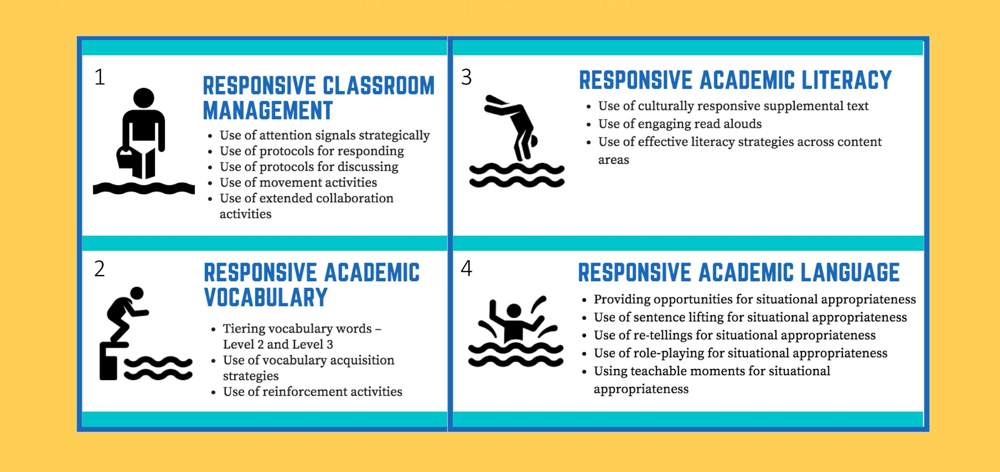 1
RESPONSIVE CLASSROOM
MANAGEMENT
• Use of attention signals strategically
• Use of protocols for responding
• Use of protocols for discussing
• Use of movement activities
• Use of extended collaboration
activities
2
RESPONSIVE ACADEMIC
VOCABULARY
• Tiering vocabulary words –
Level 2 and Level 3
• Use of vocabulary acquisition
strategies
• Use of reinforcement activities
3
RESPONSIVE ACADEMIC LITERACY
• Use of culturally responsive supplemental text
• Use of engaging read alouds
• Use of effective literacy strategies across content
areas
4
RESPONSIVE ACADEMIC LANGUAGE
• Providing opportunities for situational appropriateness
• Use of sentence lifting for situational appropriateness
• Use of re-tellings for situational appropriateness
• Use of role-playing for situational appropriateness
• Using teachable moments for situational
appropriateness